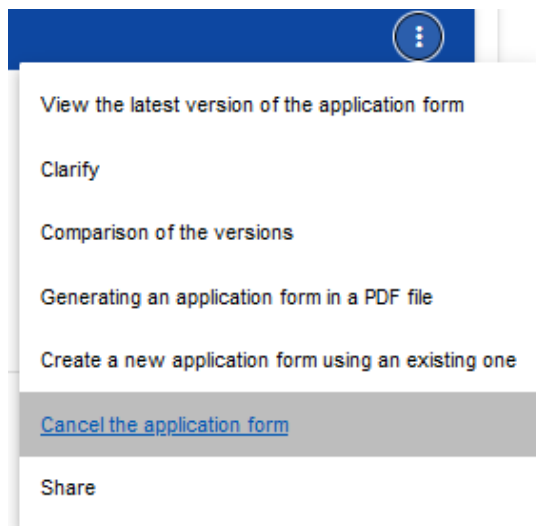 View the latest version of the application form
Clarify
Comparison of the versions
Generating an application form in a PDF file
Create a new application form using an existing one
Cancel the application form
Share